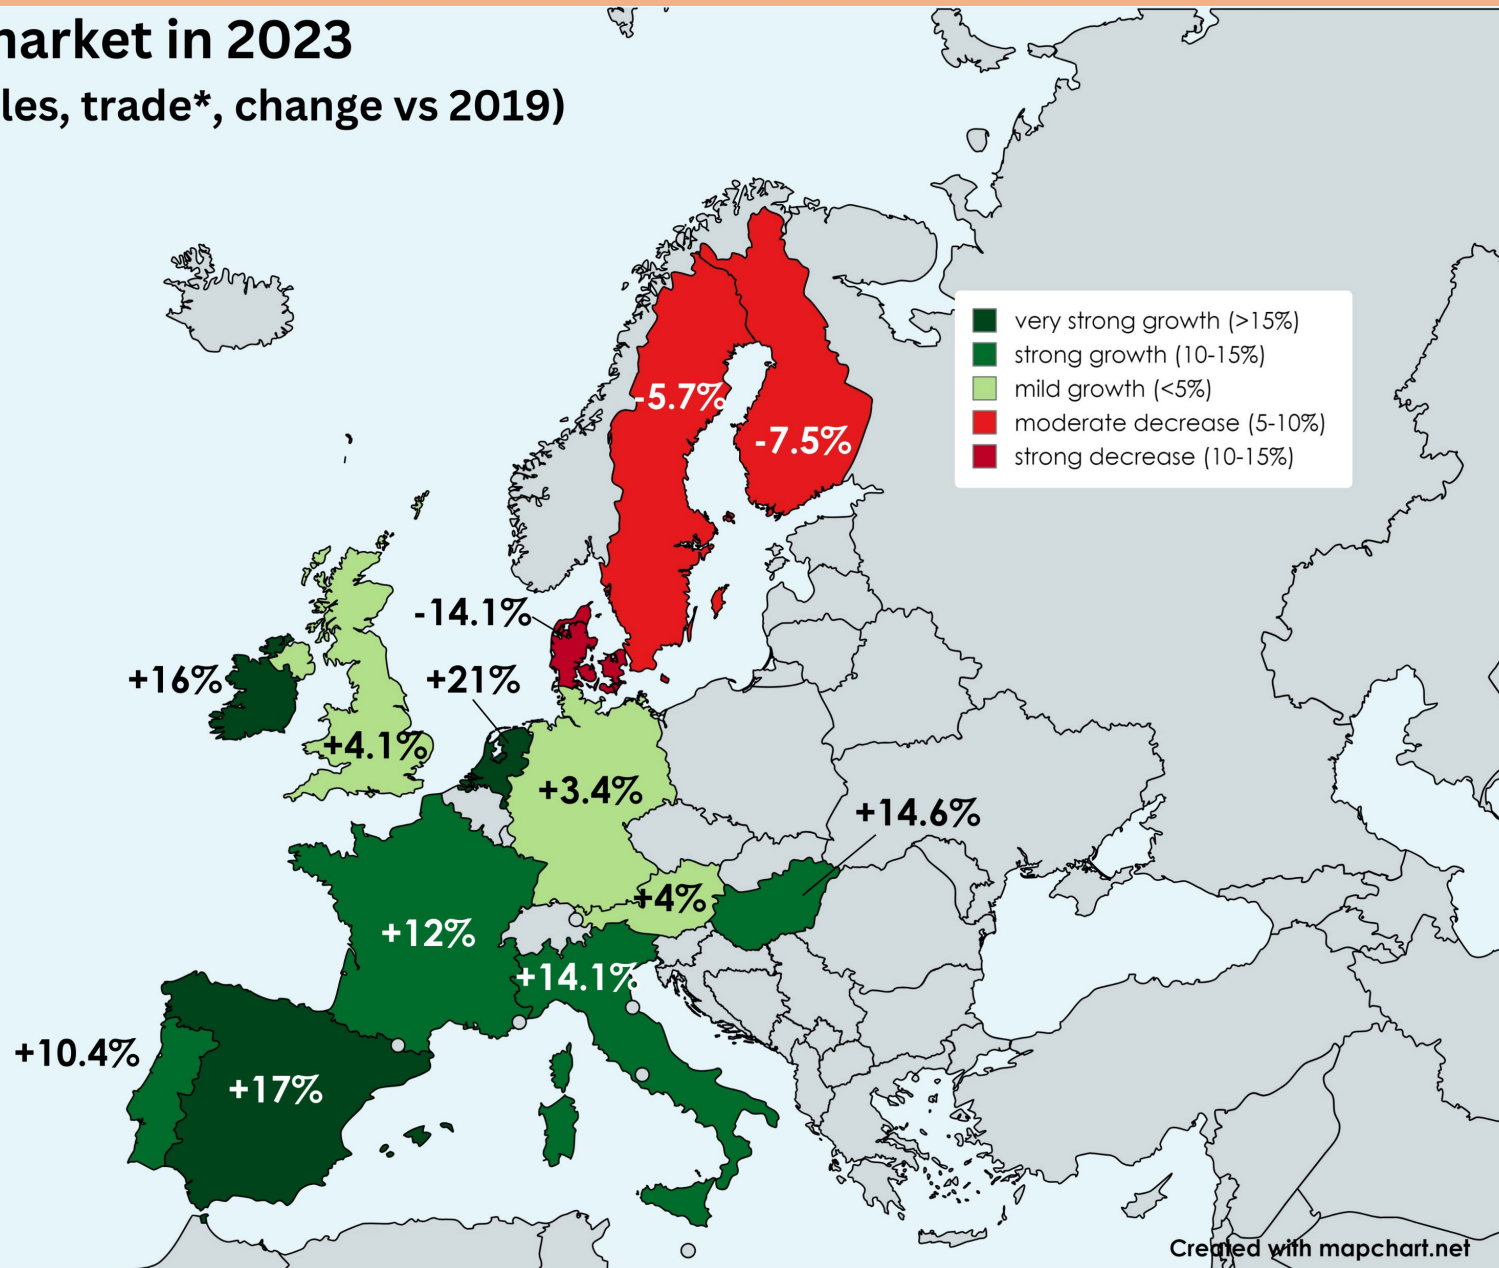 market in 2023
les, trade*, change vs 2019)
very strong growth (>15%)
strong growth (10-15%)
mild growth (<5%)
moderate decrease (5-10%)
strong decrease (10-15%)
-5.7%
-7.5%
-14.1%
+16%
+21%
+4.1%
+3.4%
+14.6%
+4%
+12%
+14.1%
+10.4%
+17%
Created with mapchart.net